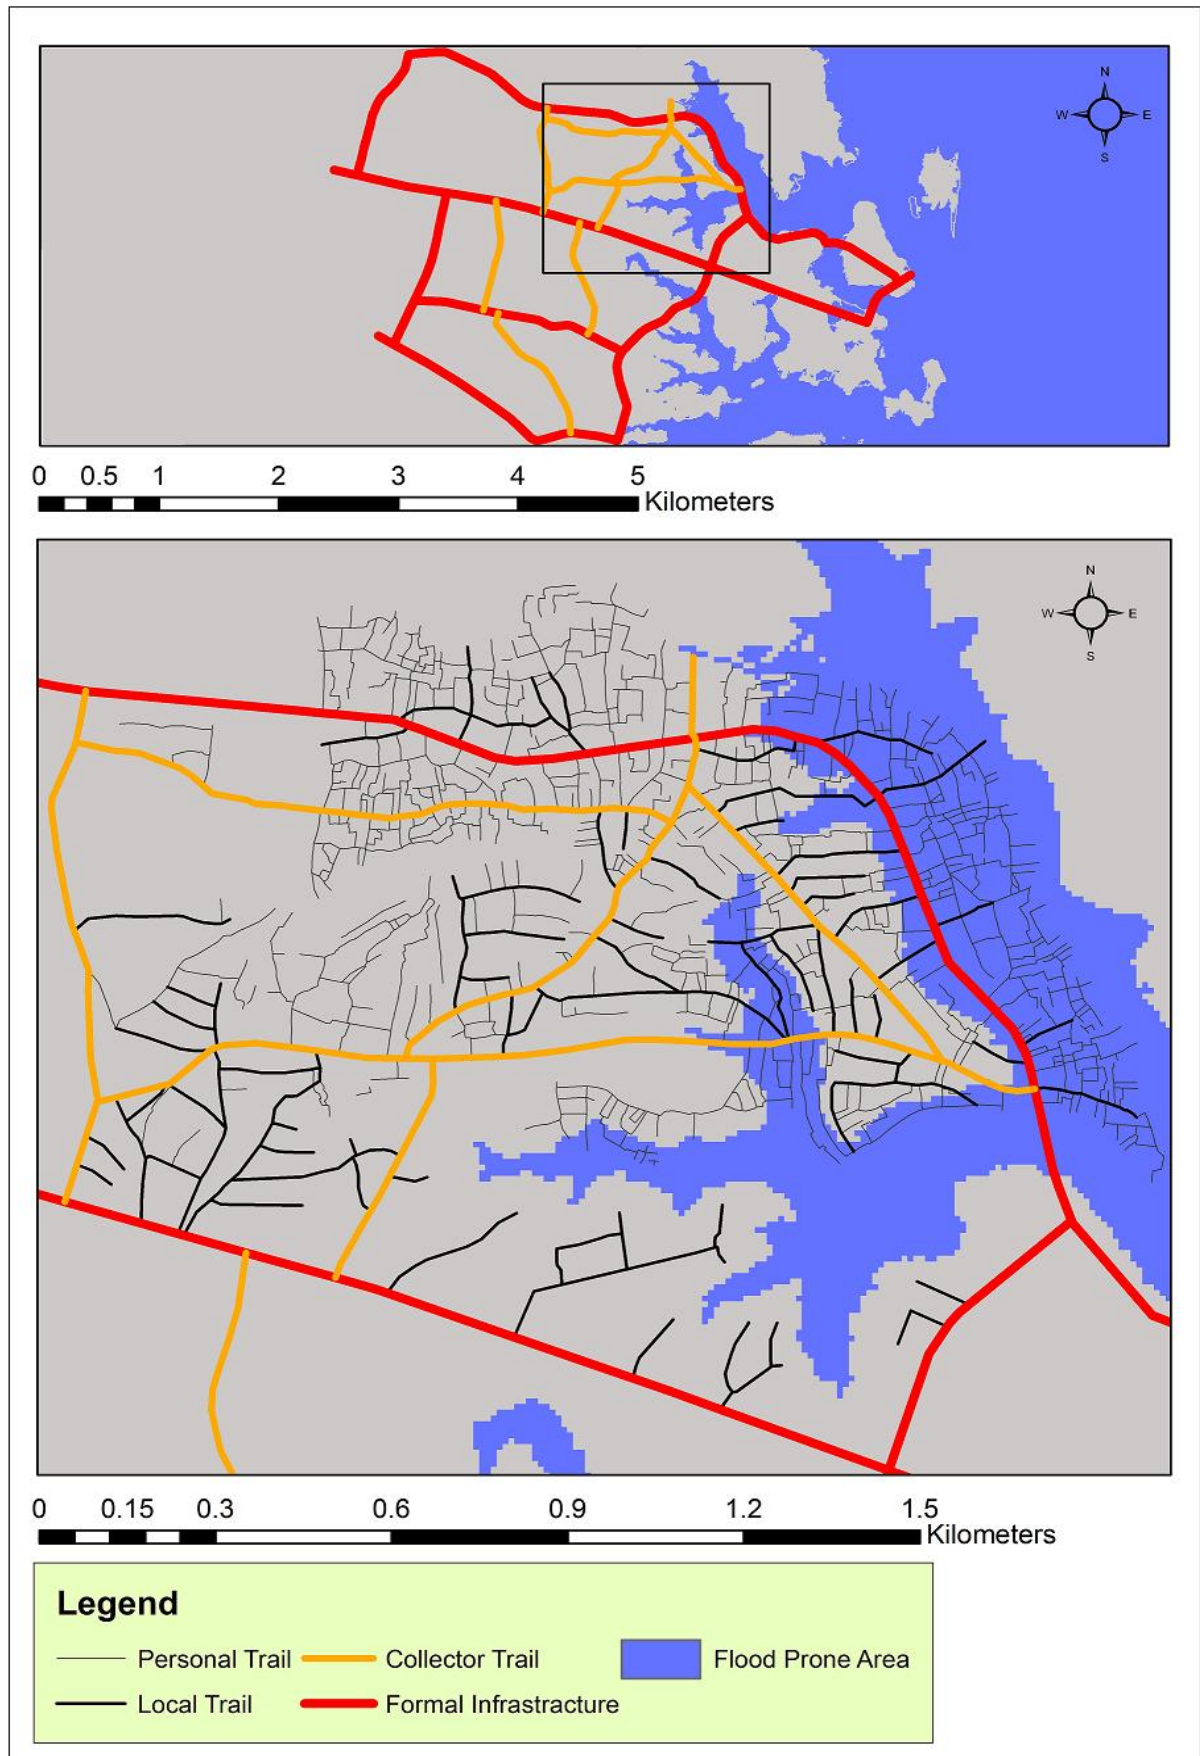 N
W E
S
0 0.5 1 2 3 4 5
Kilometers
N
W E
S
0 0.15 0.3 0.6 0.9 1.2 1.5
Kilometers
Legend
Personal Trail Collector Trail Flood Prone Area
Local Trail Formal Infrastracture